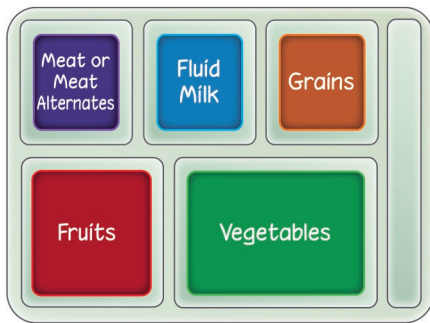 Meat or
Meat
Alternates
Fluid
Milk
Grains
Fruits
Vegetables